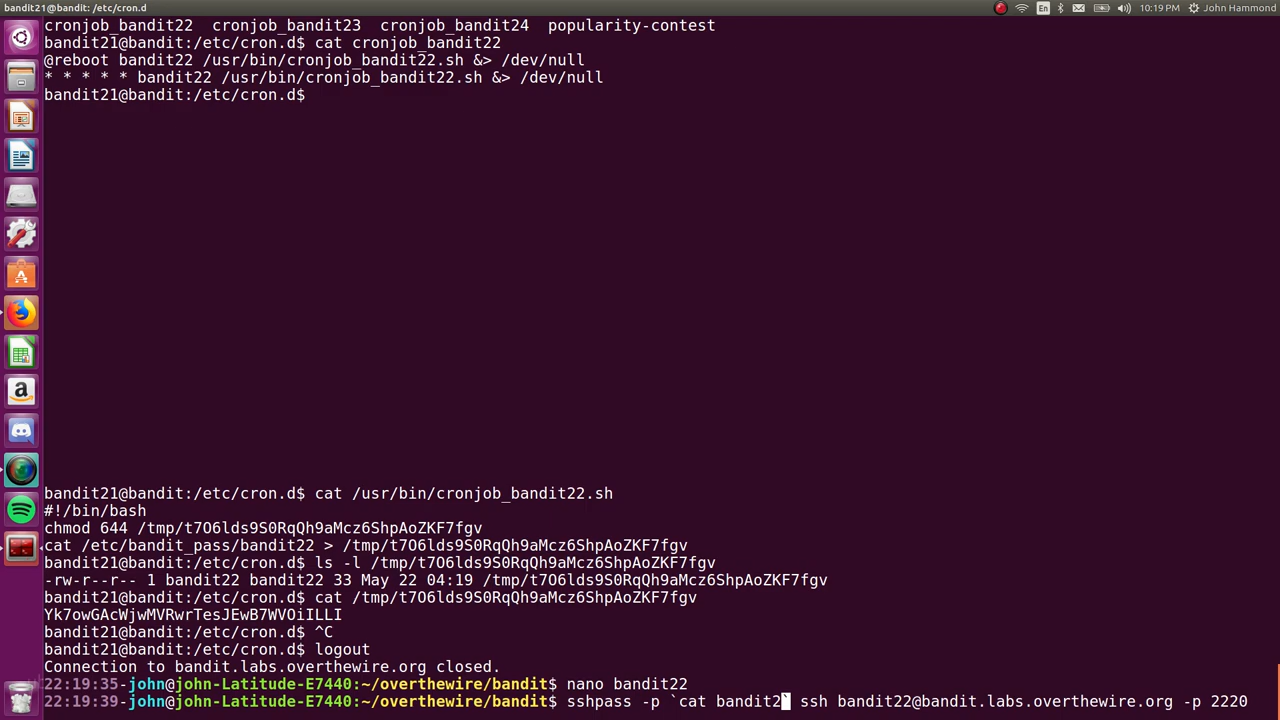 bandit21@bandit: /etc/cron.d
En
10:19 PM
John Hammond
cronjob_bandit22  cronjob_bandit23  cronjob_bandit24  popularity-contest
bandit21@bandit:/etc/cron.d$ cat cronjob_bandit22
@reboot bandit22 /usr/bin/cronjob_bandit22.sh &> /dev/null
* * * * * bandit22 /usr/bin/cronjob_bandit22.sh &> /dev/null
bandit21@bandit:/etc/cron.d$
bandit21@bandit:/etc/cron.d$ cat /usr/bin/cronjob_bandit22.sh
#!/bin/bash
chmod 644 /tmp/t7O6lds9S0RqQh9aMcz6ShpAoZKF7fgv
cat /etc/bandit_pass/bandit22 > /tmp/t7O6lds9S0RqQh9aMcz6ShpAoZKF7fgv
bandit21@bandit:/etc/cron.d$ ls -l /tmp/t7O6lds9S0RqQh9aMcz6ShpAoZKF7fgv
-rw-r--r-- 1 bandit22 bandit22 33 May 22 04:19 /tmp/t7O6lds9S0RqQh9aMcz6ShpAoZKF7fgv
bandit21@bandit:/etc/cron.d$ cat /tmp/t7O6lds9S0RqQh9aMcz6ShpAoZKF7fgv
Yk7owGAcWjwMVRwrTesJEwB7WVOiILLI
bandit21@bandit:/etc/cron.d$ ^C
bandit21@bandit:/etc/cron.d$ logout
Connection to bandit.labs.overthewire.org closed.
22:19:35-john@john-Latitude-E7440:~/overthewire/bandit$ nano bandit22
22:19:39-john@john-Latitude-E7440:~/overthewire/bandit$ sshpass -p `cat bandit2` ssh bandit22@bandit.labs.overthewire.org -p 2220